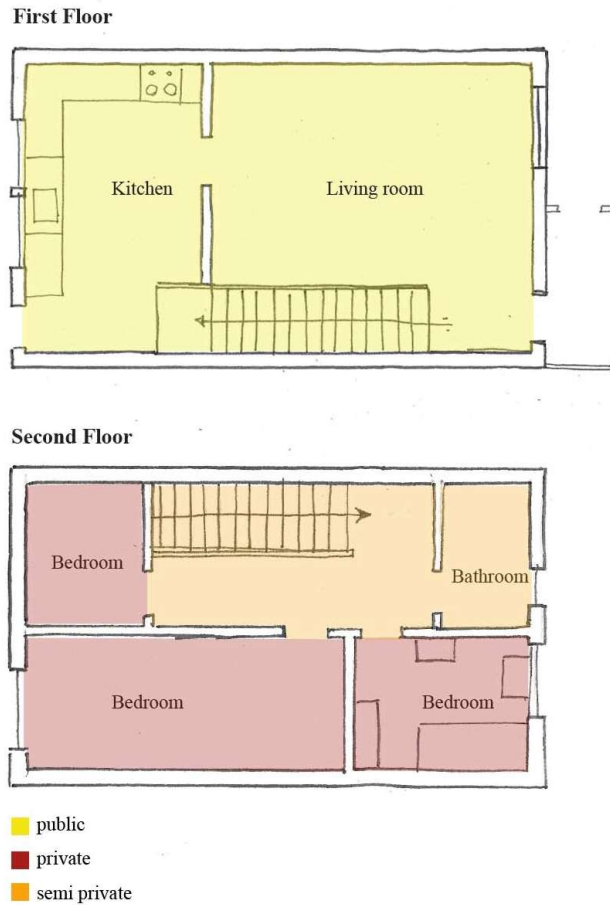 First Floor
Kitchen
Living room
Second Floor
Bedroom
Bathroom
Bedroom
Bedroom
public
private
semi private